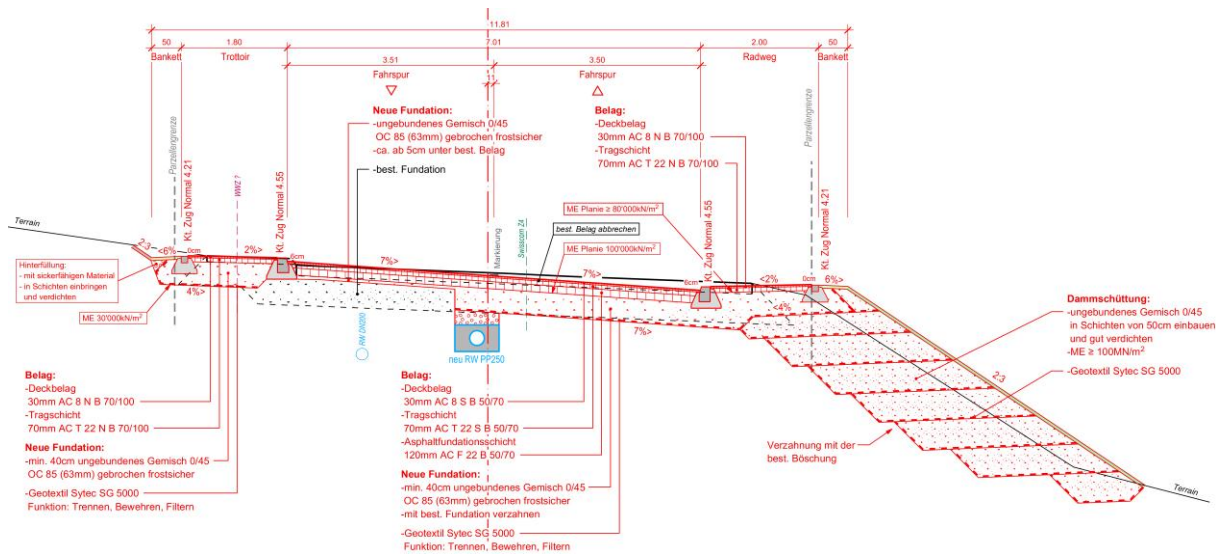 11.81
50
1.80
7.01
2.00
50
Bankett
Trottoir
Radweg
Bankett
3.51
3.50
Fahrspur
11
Fahrspur
Neue Fundation:
-ungebundenes Gemisch 0/45
OC 85 (63mm) gebrochen frostsicher
-ca. ab 5cm unter best. Belag
-best. Fundation
Belag:
-Deckbelag
30mm AC 8 N B 70/100
-Tragschicht
70mm AC T 22 N B 70/100
Parzellengrenze
Kt. Zug Normal 4.21
WWZ ?
Kt. Zug Normal 4.55
Markierung
Swisscom Z4
Kt. Zug Normal 4.55
Parzellengrenze
Kt. Zug Normal 4.21
ME Planie ≥ 80'000kN/m²
best. Belag abbrechen
ME Planie 100'000kN/m²
Terrain
2:3
<6%
0cm
2%>
6cm
7%>
7%>
6cm
<2%
0cm
6%>
Hinterfüllung:
- mit sickerfähigen Material
- in Schichten einbringen
und verdichten
4%>
<4%
7%>
ME 30'000kN/m²
RW DN200
neu RW PP250
Dammschüttung:
-ungebundenes Gemisch 0/45
in Schichten von 50cm einbauen
und gut verdichten
-ME ≥ 100MN/m²
-Geotextil Sytec SG 5000
2:3
Verzahnung mit der
best. Böschung
Terrain
Belag:
-Deckbelag
30mm AC 8 N B 70/100
-Tragschicht
70mm AC T 22 N B 70/100
Neue Fundation:
-min. 40cm ungebundenes Gemisch 0/45
OC 85 (63mm) gebrochen frostsicher
-Geotextil Sytec SG 5000
Funktion: Trennen, Bewehren, Filtern
Belag:
-Deckbelag
30mm AC 8 S B 50/70
-Tragschicht
70mm AC T 22 S B 50/70
-Asphaltfundationsschicht
120mm AC F 22 B 50/70
Neue Fundation:
-min. 40cm ungebundenes Gemisch 0/45
OC 85 (63mm) gebrochen frostsicher
-mit best. Fundation verzahnen
-Geotextil Sytec SG 5000
Funktion: Trennen, Bewehren, Filtern